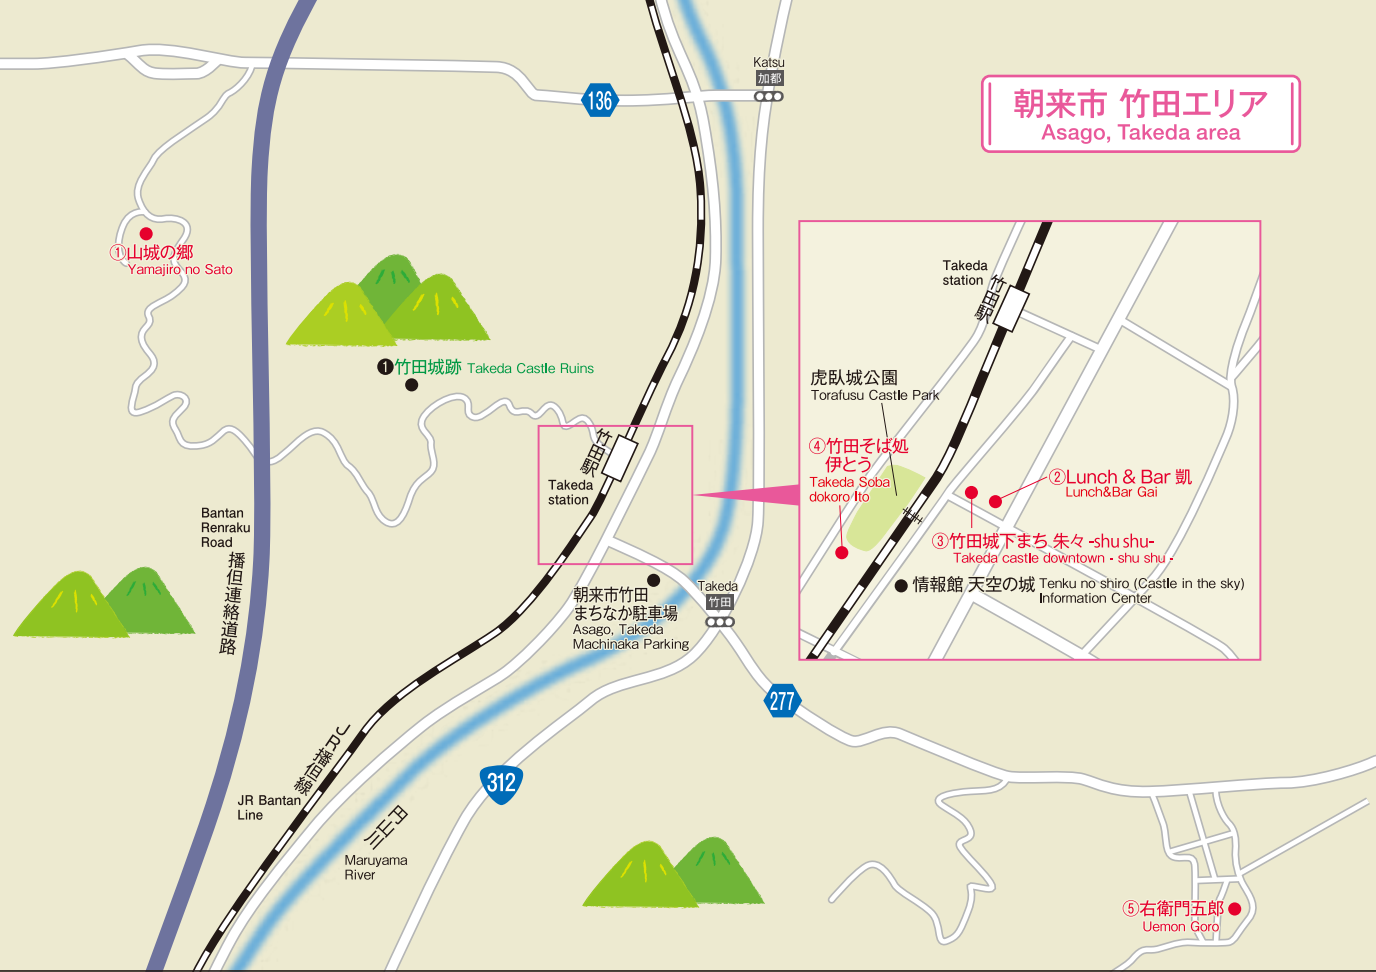 朝来市 竹田エリア
Asago, Takeda area
Katsu
加都
136
①山城の郷
Yamajiro no Sato
❶竹田城跡 Takeda Castle Ruins
竹田駅
Takeda
station
Bantan
Renraku
Road
播但連絡道路
朝来市竹田
まちなか駐車場
Asago, Takeda
Machinaka Parking
Takeda
竹田
277
312
JR播但線
JR Bantan
Line
円山川
Maruyama
River
⑤右衛門五郎
Uemon Goro
Takeda
station
竹田駅
虎臥城公園
Torafusu Castle Park
④竹田そば処
伊とう
Takeda Soba
dokoro Ito
②Lunch & Bar 凱
Lunch&Bar Gai
③竹田城下まち 朱々 -shu shu-
Takeda castle downtown - shu shu -
情報館 天空の城 Tenku no shiro (Castle in the sky)
Information Center